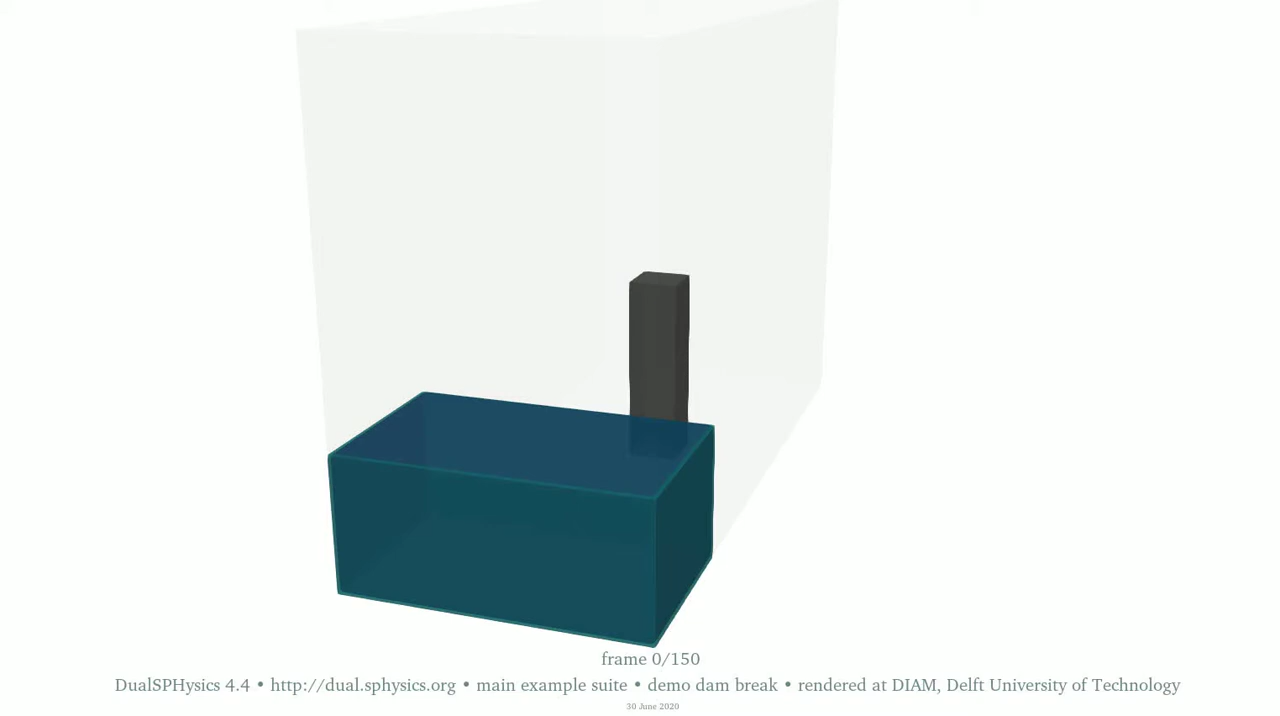 frame 0/150
DualSPHysics 4.4 • http://dual.sphysics.org • main example suite • demo dam break • rendered at DIAM, Delft University of Technology
30 June 2020